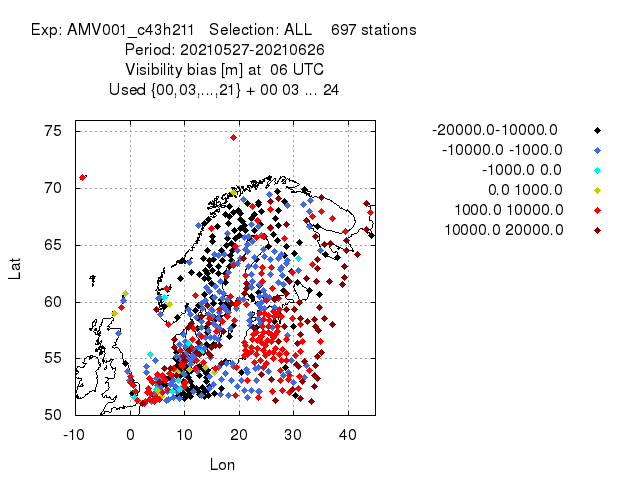 Exp: AMV001_c43h211 Selection: ALL 697 stations
Period: 20210527-20210626
Visibility bias [m] at 06 UTC
Used {00,03,...,21} + 00 03 ... 24
-20000.0-10000.0
-10000.0 -1000.0
-1000.0 0.0
0.0 1000.0
1000.0 10000.0
10000.0 20000.0
75
70
65
60
55
50
Lat
-10 0 10 20 30 40
Lon